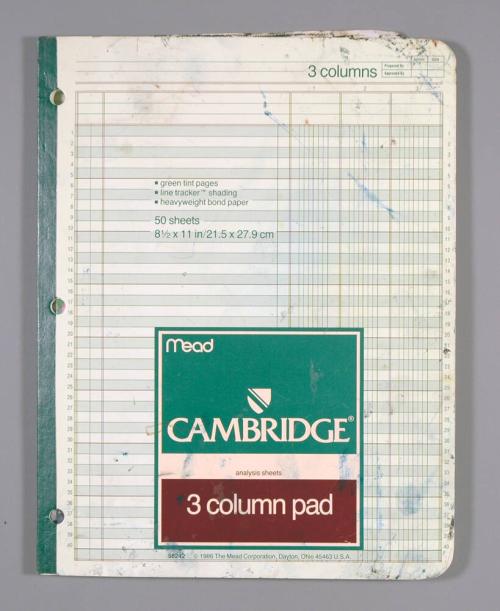 3 columns
Prepared By
Approved By
▪ green tint pages
▪ line tracker™ shading
▪ heavyweight bond paper
50 sheets
8½ x 11 in/21.5 x 27.9 cm
Mead
CAMBRIDGE®
analysis sheets
3 column pad
© 1986 The Mead Corporation, Dayton, Ohio 45463 U.S.A.